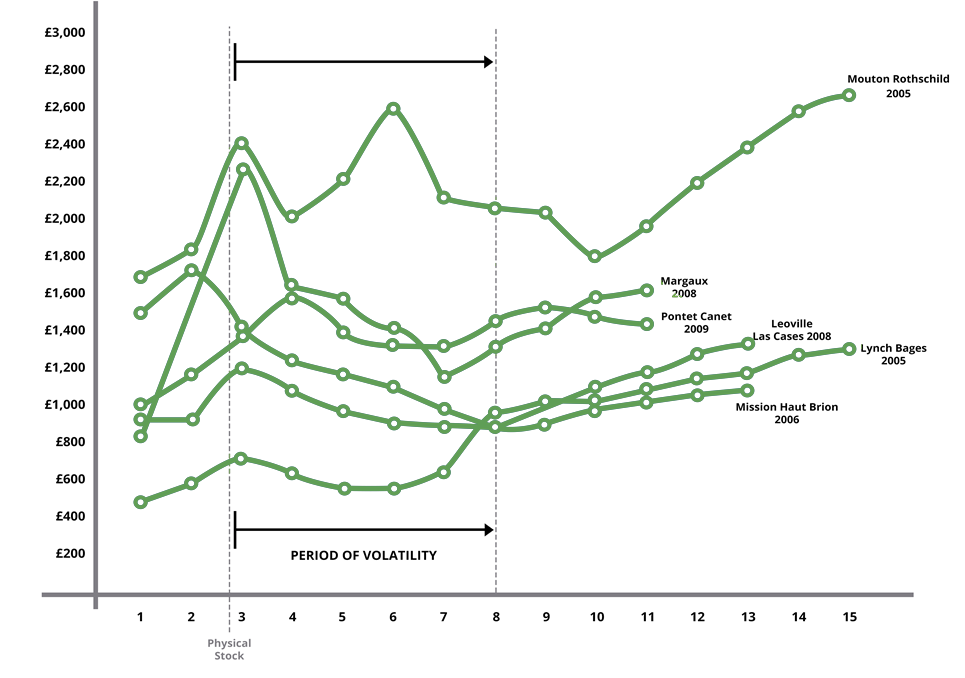 £3,000
£2,800
£2,600
£2,400
£2,200
£2,000
£1,800
£1,600
£1,400
£1,200
£1,000
£800
£600
£400
£200
Mouton Rothschild
2005
Margaux
2008
Pontet Canet
2009
Leoville
Las Cases 2008
Lynch Bages
2005
Mission Haut Brion
2006
PERIOD OF VOLATILITY
1 2 3 4 5 6 7 8 9 10 11 12 13 14 15
Physical
Stock